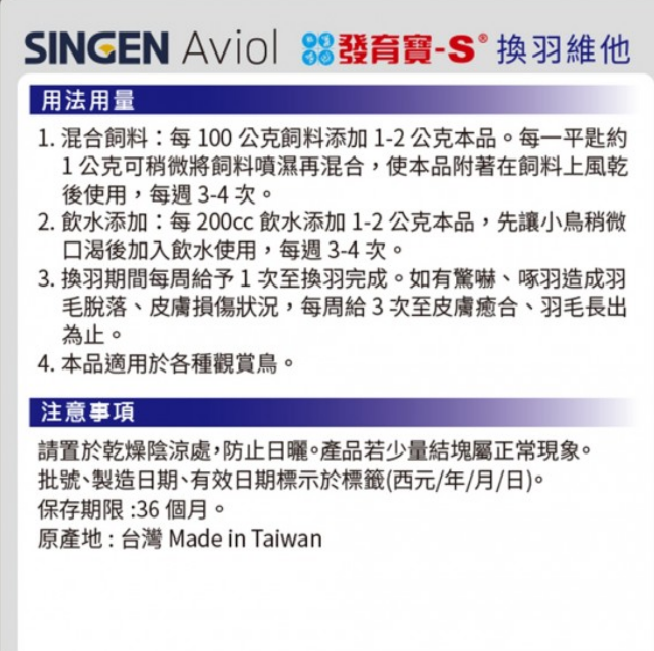 SINGEN Aviol 發育寶-S® 換羽維他
用法用量
1. 混合飼料：每 100 公克飼料添加 1-2 公克本品。每一平匙約
1 公克可稍微將飼料噴濕再混合，使本品附著在飼料上風乾
後使用，每週 3-4 次。
2. 飲水添加：每 200cc 飲水添加 1-2 公克本品，先讓小鳥稍微
口渴後加入飲水使用，每週 3-4 次。
3. 換羽期間每周給予 1 次至換羽完成。如有驚嚇、啄羽造成羽
毛脫落、皮膚損傷狀況，每周給 3 次至皮膚癒合、羽毛長出
為止。
4. 本品適用於各種觀賞鳥。
注意事項
請置於乾燥陰涼處，防止日曬。產品若少量結塊屬正常現象。
批號、製造日期、有效日期標示於標籤(西元/年/月/日)。
保存期限 :36 個月。
原產地 : 台灣 Made in Taiwan